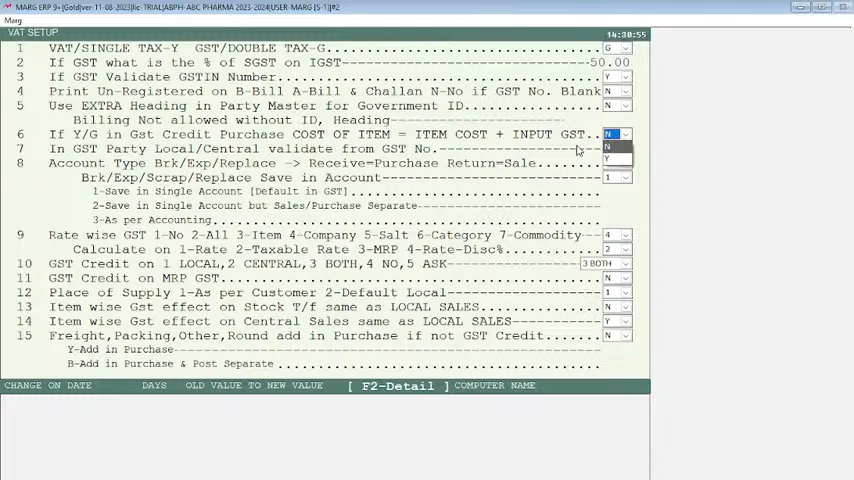 MARG ERP 9+|Gold|ver-11-08-2023|lic-TRIAL|ABPH-ABC PHARMA 2023-2024|USER-MARG [S-1]|#2
Marg
VAT SETUP 14:30:55
1 VAT/SINGLE TAX-Y GST/DOUBLE TAX-G G
2 If GST what is the % of SGST on IGST 50.00
3 If GST Validate GSTIN Number Y
4 Print Un-Registered on B-Bill A-Bill & Challan N-No if GST No. Blank N
5 Use EXTRA Heading in Party Master for Government ID N
Billing Not allowed without ID, Heading
6 If Y/G in Gst Credit Purchase COST OF ITEM = ITEM COST + INPUT GST.. N
N
7 In GST Party Local/Central validate from GST No.
Y
8 Account Type Brk/Exp/Replace -> Receive=Purchase Return=Sale
Brk/Exp/Scrap/Replace Save in Account 1
1-Save in Single Account [Default in GST]
2-Save in Single Account but Sales/Purchase Separate
3-As per Accounting
9 Rate wise GST 1-No 2-All 3-Item 4-Company 5-Salt 6-Category 7-Commodity 4
Calculate on 1-Rate 2-Taxable Rate 3-MRP 4-Rate-Disc% 2
10 GST Credit on 1 LOCAL,2 CENTRAL,3 BOTH,4 NO,5 ASK 3 BOTH
11 GST Credit on MRP GST N
12 Place of Supply 1-As per Customer 2-Default Local 1
13 Item wise Gst effect on Stock T/f same as LOCAL SALES N
14 Item wise Gst effect on Central Sales same as LOCAL SALES Y
15 Freight,Packing,Other,Round add in Purchase if not GST Credit N
Y-Add in Purchase
B-Add in Purchase & Post Separate
CHANGE ON DATE DAYS OLD VALUE TO NEW VALUE [ F2-Detail ] COMPUTER NAME